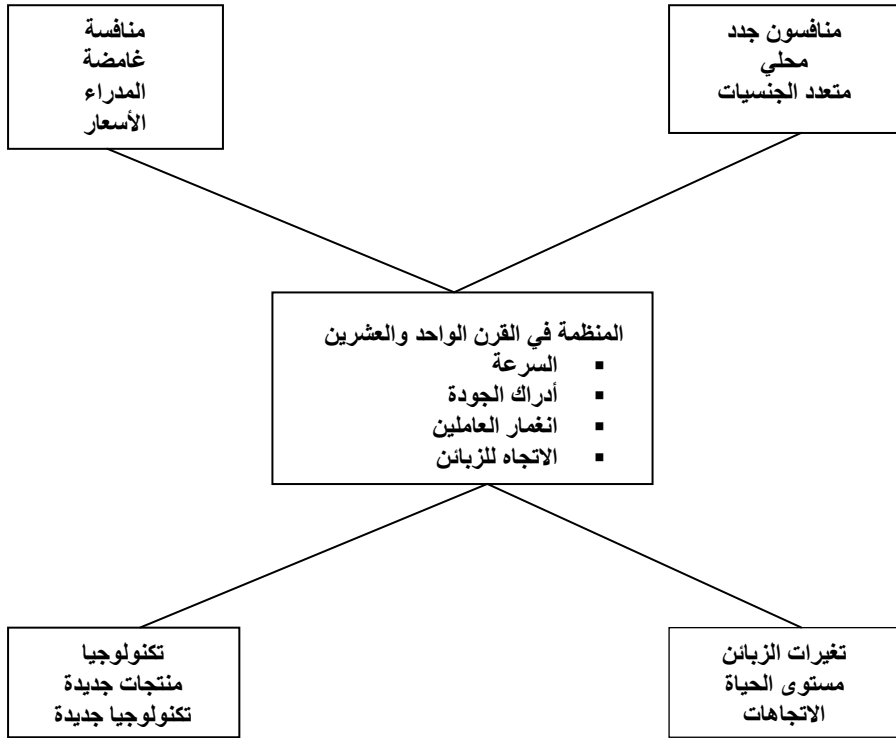 منافسون جدد
محلي
متعدد الجنسيات
منافسة
غامضة
المدراء
الأسعار
المنظمة في القرن الواحد والعشرين
▪ السرعة
▪ أدراك الجودة
▪ انغمار العاملين
▪ الاتجاه للزبائن
تغيرات الزبائن
مستوى الحياة
الاتجاهات
تكنولوجيا
منتجات جديدة
تكنولوجيا جديدة